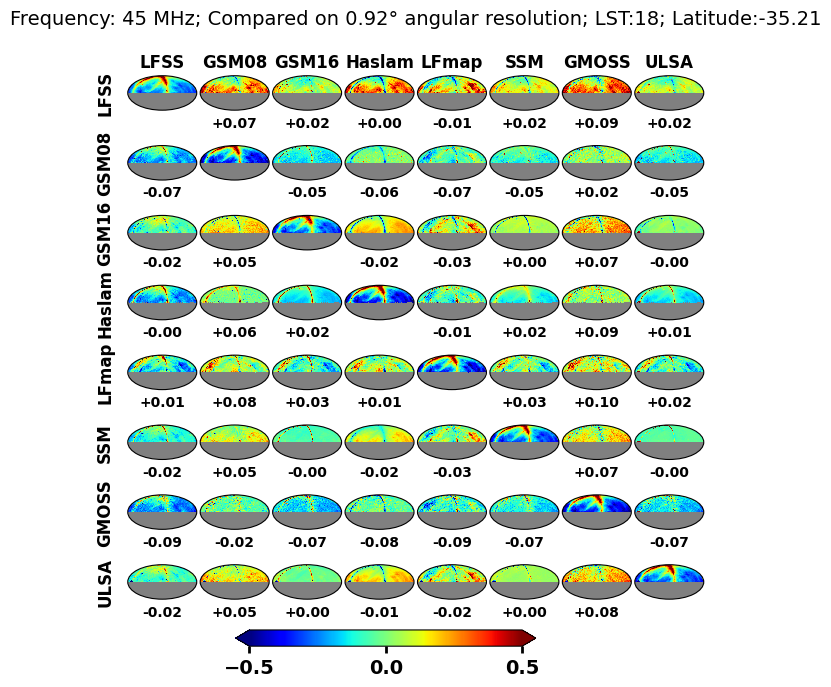 Frequency: 45 MHz; Compared on 0.92° angular resolution; LST:18; Latitude:-35.21
LFSS GSM08 GSM16 Haslam LFmap SSM GMOSS ULSA
LFSS
+0.07 +0.02 +0.00 -0.01 +0.02 +0.09 +0.02
GSM08
-0.07 -0.05 -0.06 -0.07 -0.05 +0.02 -0.05
GSM16
-0.02 +0.05 -0.02 -0.03 +0.00 +0.07 -0.00
Haslam
-0.00 +0.06 +0.02 -0.01 +0.02 +0.09 +0.01
LFmap
+0.01 +0.08 +0.03 +0.01 +0.03 +0.10 +0.02
SSM
-0.02 +0.05 -0.00 -0.02 -0.03 +0.07 -0.00
GMOSS
-0.09 -0.02 -0.07 -0.08 -0.09 -0.07 -0.07
ULSA
-0.02 +0.05 +0.00 -0.01 -0.02 +0.00 +0.08
−0.5 0.0 0.5